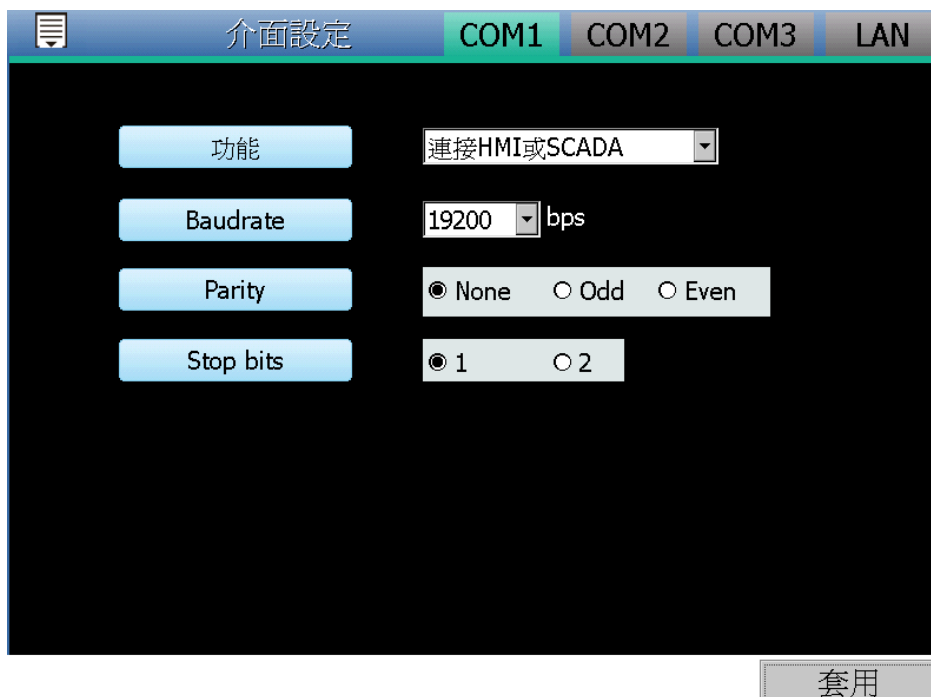 介面設定 COM1 COM2 COM3 LAN
功能 連接HMI或SCADA
Baudrate 19200 bps
Parity None Odd Even
Stop bits 1 2
套用